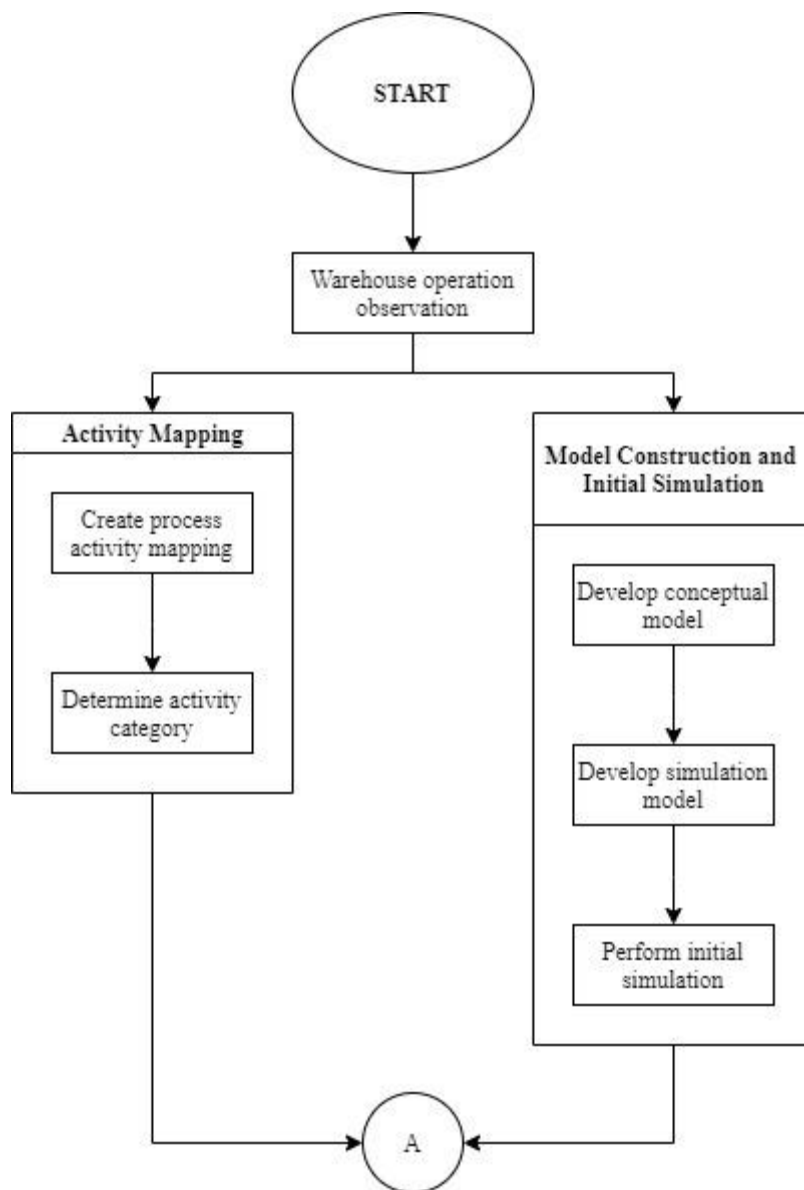 START
Warehouse operation
observation
Activity Mapping
Create process
activity mapping
Determine activity
category
Model Construction and
Initial Simulation
Develop conceptual
model
Develop simulation
model
Perform initial
simulation
A